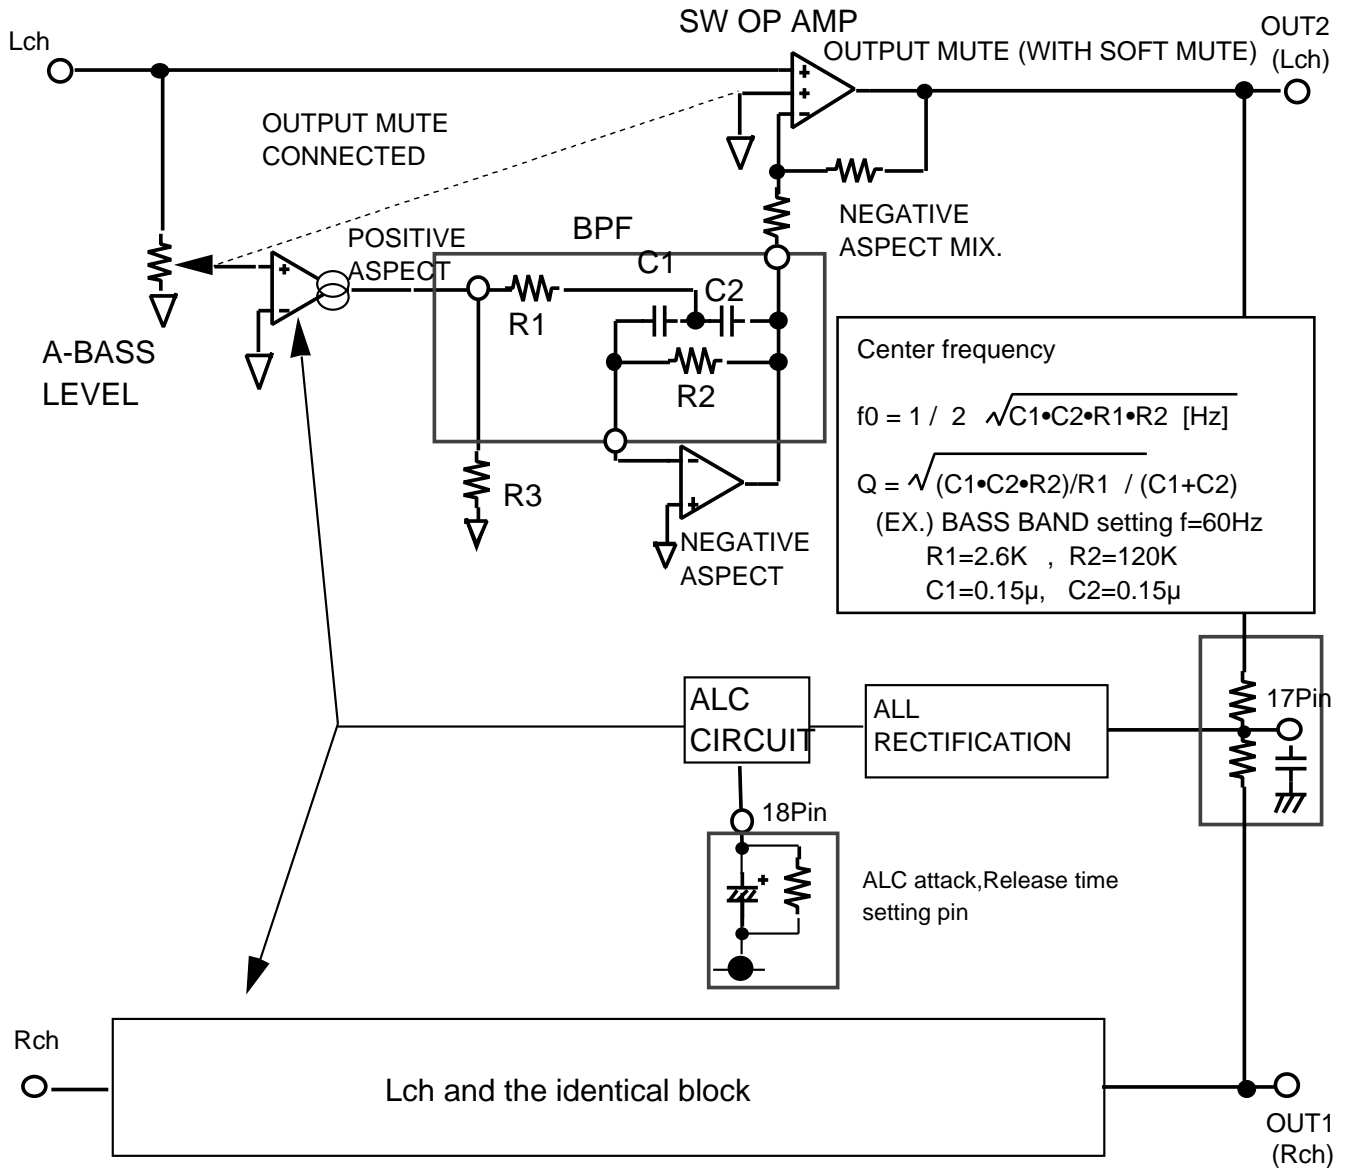 SW OP AMP
Lch
OUT2
(Lch)
OUTPUT MUTE (WITH SOFT MUTE)
OUTPUT MUTE
CONNECTED
NEGATIVE
ASPECT MIX.
BPF
POSITIVE
ASPECT
C1
C2
R1
R2
R3
A-BASS
LEVEL
NEGATIVE
ASPECT
Center frequency
f0 = 1 / 2 √C1•C2•R1•R2 [Hz]
Q = √(C1•C2•R2)/R1 / (C1+C2)
(EX.) BASS BAND setting f=60Hz
R1=2.6K , R2=120K
C1=0.15µ, C2=0.15µ
17Pin
ALC
CIRCUIT
ALL
RECTIFICATION
18Pin
ALC attack,Release time
setting pin
Rch
Lch and the identical block
OUT1
(Rch)